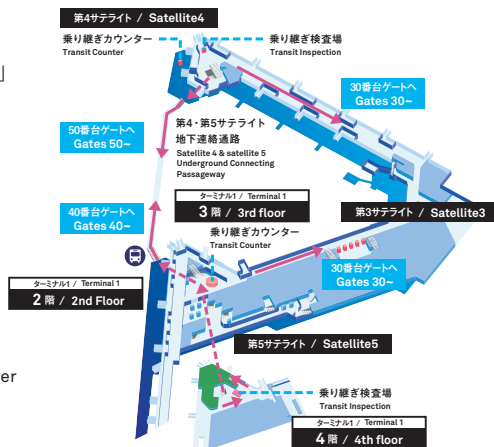 第4サテライト / Satellite4
乗り継ぎカウンター
Transit Counter
乗り継ぎ検査場
Transit Inspection
」
30番台ゲートへ
Gates 30~
50番台ゲートへ
Gates 50~
第4・第5サテライト
地下連絡通路
Satellite 4 & satellite 5
Underground Connecting
Passageway
40番台ゲートへ
Gates 40~
ターミナル1 / Terminal 1
3 階 / 3rd floor
第3サテライト / Satellite3
乗り継ぎカウンター
Transit Counter
30番台ゲートへ
Gates 30~
ターミナル1 / Terminal 1
2 階 / 2nd Floor
第5サテライト / Satellite5
er
乗り継ぎ検査場
Transit Inspection
ターミナル1 / Terminal 1
4 階 / 4th floor